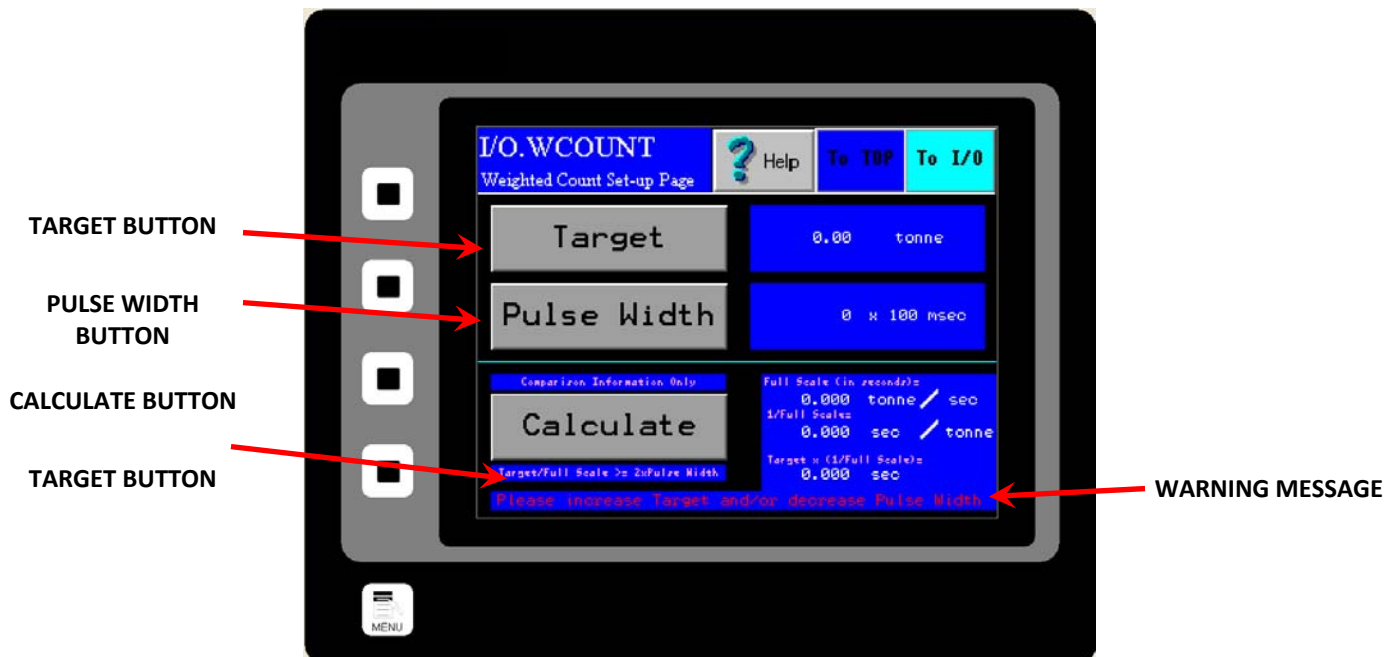 I/O.WCOUNT
Weighted Count Set-up Page
Help
To TOP
To I/O
TARGET BUTTON
Target
0.00 tonne
PULSE WIDTH
BUTTON
Pulse Width
0 x 100 msec
CALCULATE BUTTON
Comparison Information Only
Calculate
Target/Full Scale >= 2xPulse Width
Full Scale (in seconds)=
0.000 tonne / sec
1/Full Scale=
0.000 sec / tonne
Target x (1/Full Scale)=
0.000 sec
TARGET BUTTON
Please increase Target and/or decrease Pulse Width
WARNING MESSAGE
MENU